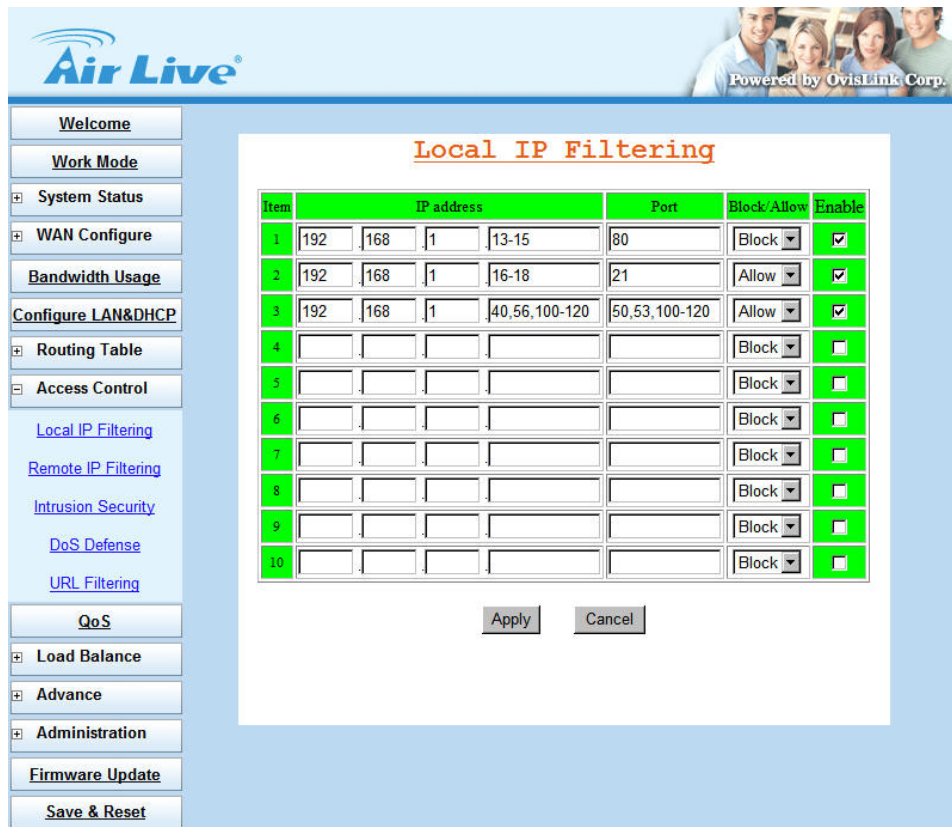 Air Live®
Powered by OvisLink Corp.
Welcome
Work Mode
System Status
WAN Configure
Bandwidth Usage
Configure LAN&DHCP
Routing Table
Access Control
Local IP Filtering
Remote IP Filtering
Intrusion Security
DoS Defense
URL Filtering
QoS
Load Balance
Advance
Administration
Firmware Update
Save & Reset
Local IP Filtering
Item IP address Port Block/Allow Enable
1 192 .168 .1 .13-15 80 Block
2 192 .168 .1 .16-18 21 Allow
3 192 .168 .1 .40,56,100-120 50,53,100-120 Allow
4 . . . Block
5 . . . Block
6 . . . Block
7 . . . Block
8 . . . Block
9 . . . Block
10 . . . Block
Apply Cancel